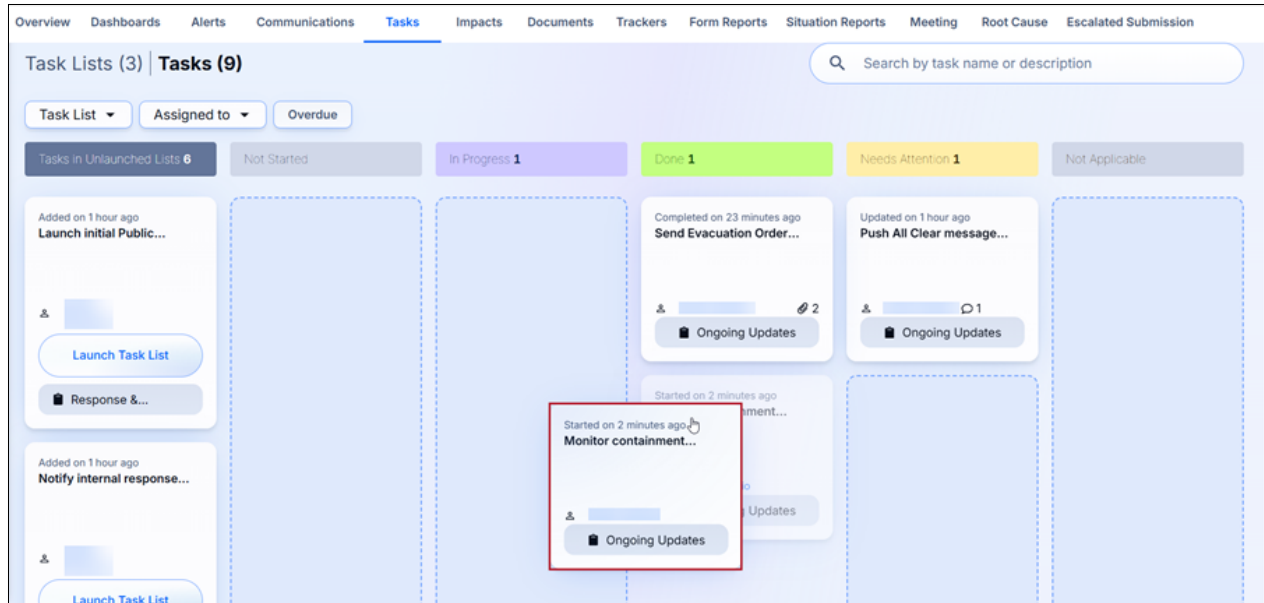 Overview Dashboards Alerts Communications Tasks Impacts Documents Trackers Form Reports Situation Reports Meeting Root Cause Escalated Submission
Task Lists (3) | Tasks (9)
Search by task name or description
Task List Assigned to Overdue
Tasks in Unlaunched Lists 6
Not Started
In Progress 1
Done 1
Needs Attention 1
Not Applicable
Added on 1 hour ago
Launch initial Public...
Launch Task List
Response &...
Added on 1 hour ago
Notify internal response...
Launch Task List
Started on 2 minutes ago
Monitor containment...
Ongoing Updates
Completed on 23 minutes ago
Send Evacuation Order...
2
Ongoing Updates
Started on 2 minutes ago
nment...
Updates
Updated on 1 hour ago
Push All Clear message...
1
Ongoing Updates